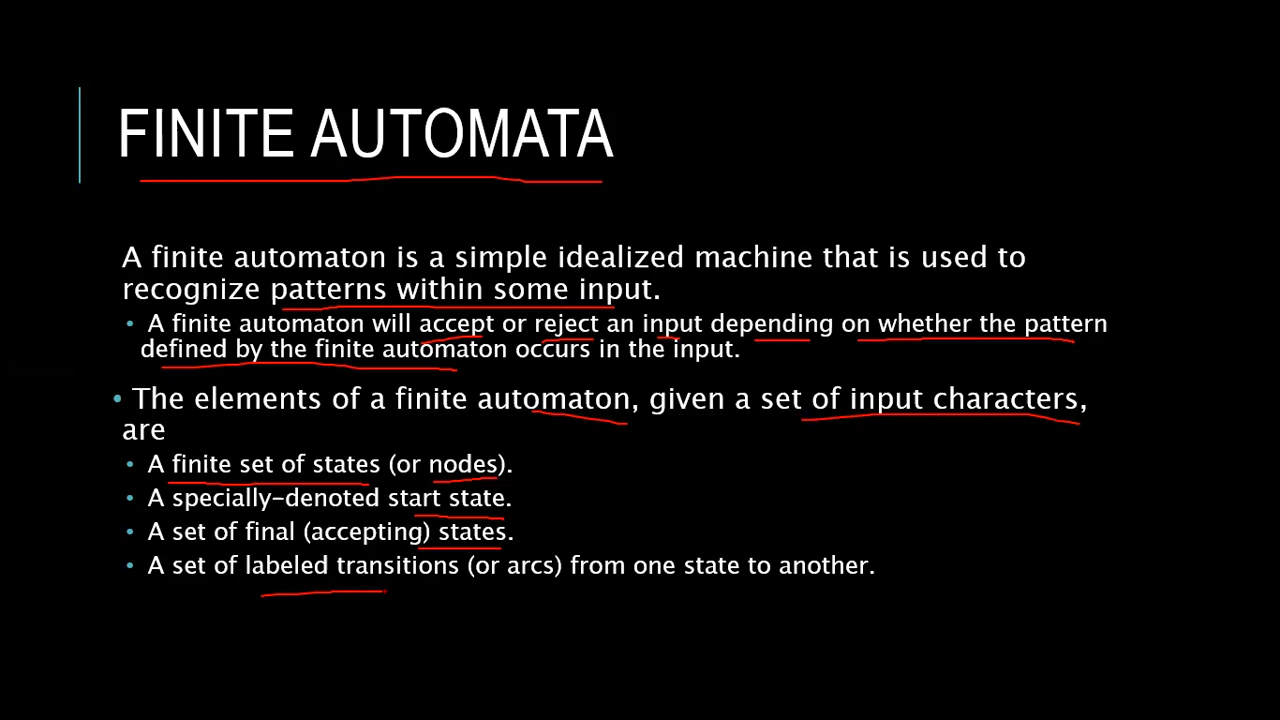 FINITE AUTOMATA
A finite automaton is a simple idealized machine that is used to
recognize patterns within some input.
• A finite automaton will accept or reject an input depending on whether the pattern
defined by the finite automaton occurs in the input.
• The elements of a finite automaton, given a set of input characters,
are
• A finite set of states (or nodes).
• A specially-denoted start state.
• A set of final (accepting) states.
• A set of labeled transitions (or arcs) from one state to another.